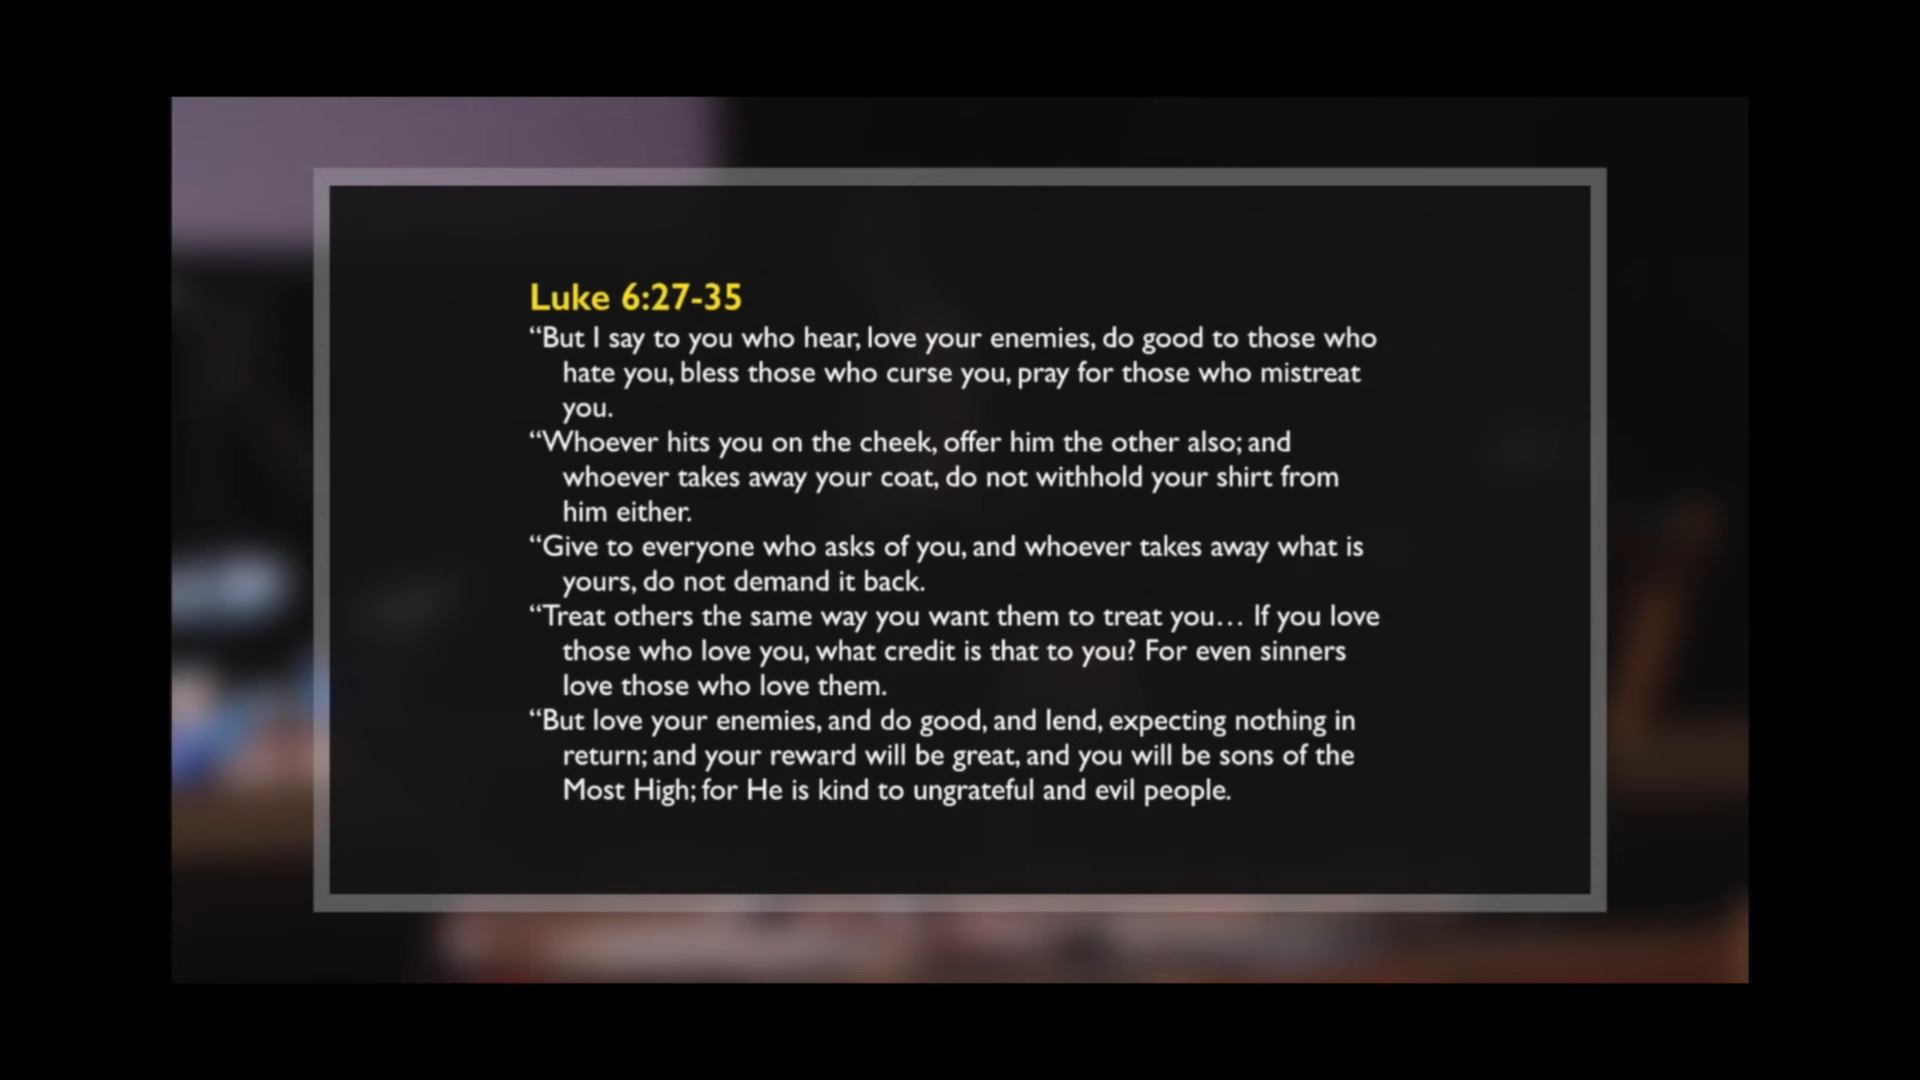 Luke 6:27-35
“But I say to you who hear, love your enemies, do good to those who
hate you, bless those who curse you, pray for those who mistreat
you.
“Whoever hits you on the cheek, offer him the other also; and
whoever takes away your coat, do not withhold your shirt from
him either.
“Give to everyone who asks of you, and whoever takes away what is
yours, do not demand it back.
“Treat others the same way you want them to treat you… If you love
those who love you, what credit is that to you? For even sinners
love those who love them.
“But love your enemies, and do good, and lend, expecting nothing in
return; and your reward will be great, and you will be sons of the
Most High; for He is kind to ungrateful and evil people.